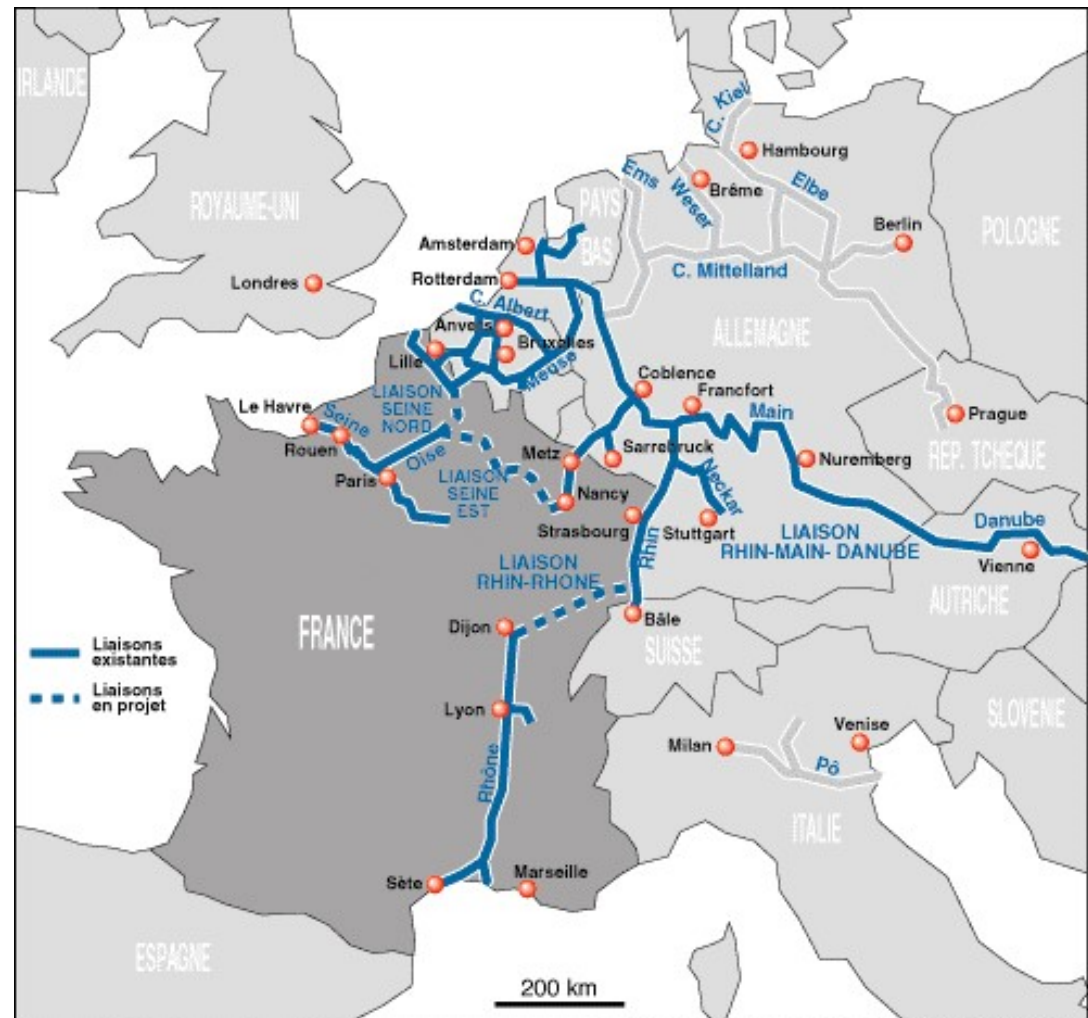 IRLANDE
ROYAUME-UNI
Londres
C. Kiel
Hambourg
Ems
Weser
Brême
Elbe
Berlin
POLOGNE
PAYS
BAS
Amsterdam
Rotterdam
C. Mittelland
C. Albert
Anvers
Bruxelles
Lille
Meuse
ALLEMAGNE
Coblence
Francfort
Main
Prague
REP. TCHEQUE
LIAISON
SEINE
NORD
Le Havre
Seine
Rouen
Oise
Paris
LIAISON
SEINE
EST
Metz
Sarrebruck
Nancy
Neckar
Nuremberg
Strasbourg
Stuttgart
Rhin
LIAISON
RHIN-MAIN- DANUBE
Danube
Vienne
AUTRICHE
LIAISON
RHIN-RHONE
FRANCE
Dijon
Bâle
SUISSE
Liaisons
existantes
Liaisons
en projet
Lyon
Rhône
SLOVENIE
Milan
Venise
Pô
ITALIE
Sète
Marseille
ESPAGNE
200 km